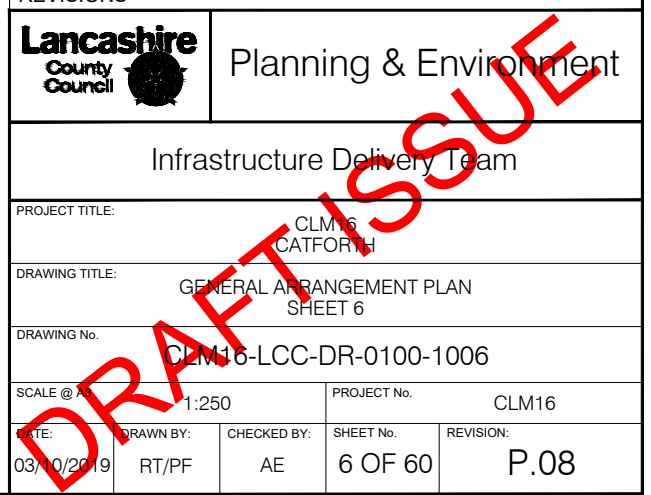 REVISIONS
Lancashire
County
Council
Planning & Environment
Infrastructure Delivery Team
PROJECT TITLE:
CLM16
CATFORTH
DRAWING TITLE:
GENERAL ARRANGEMENT PLAN
SHEET 6
DRAWING No.
CLM16-LCC-DR-0100-1006
SCALE @ A3
1:250
PROJECT No.
CLM16
DATE:
03/10/2019
DRAWN BY:
RT/PF
CHECKED BY:
AE
SHEET No.
6 OF 60
REVISION:
P.08
DRAFT ISSUE